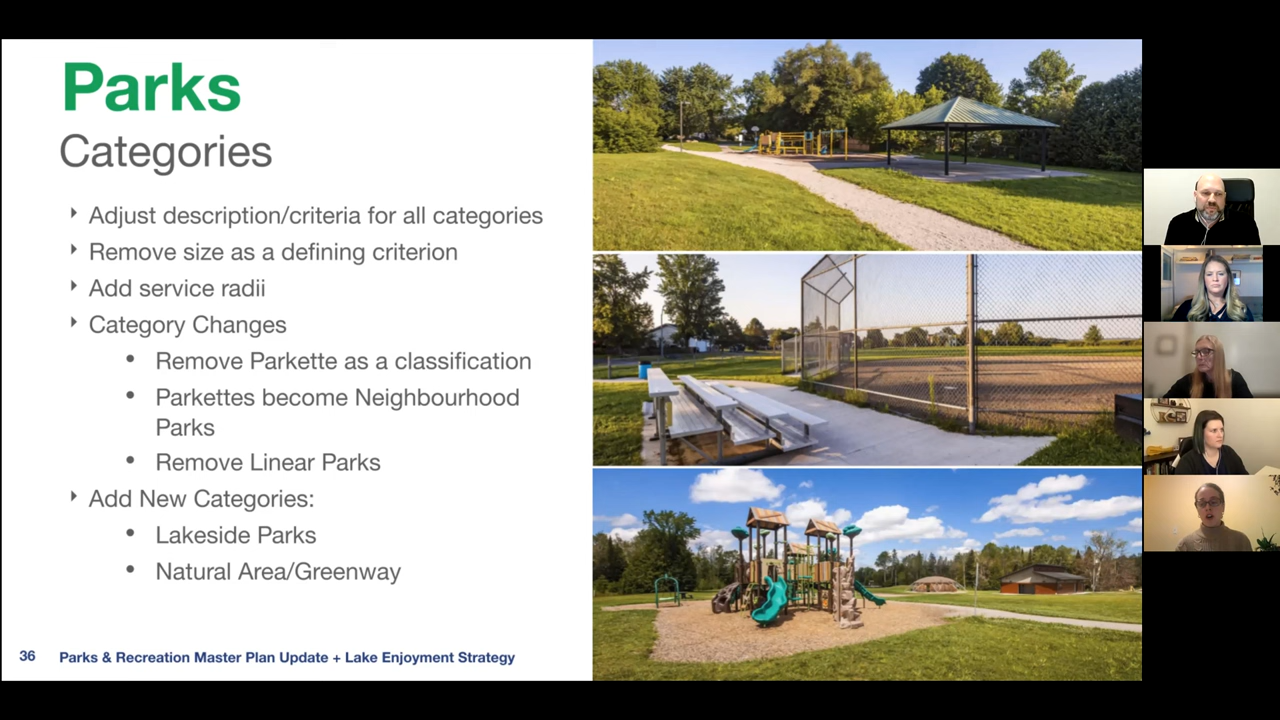 Parks
Categories
Adjust description/criteria for all categories
Remove size as a defining criterion
Add service radii
Category Changes
Remove Parkette as a classification
Parkettes become Neighbourhood
Parks
Remove Linear Parks
Add New Categories:
Lakeside Parks
Natural Area/Greenway
36 Parks & Recreation Master Plan Update + Lake Enjoyment Strategy